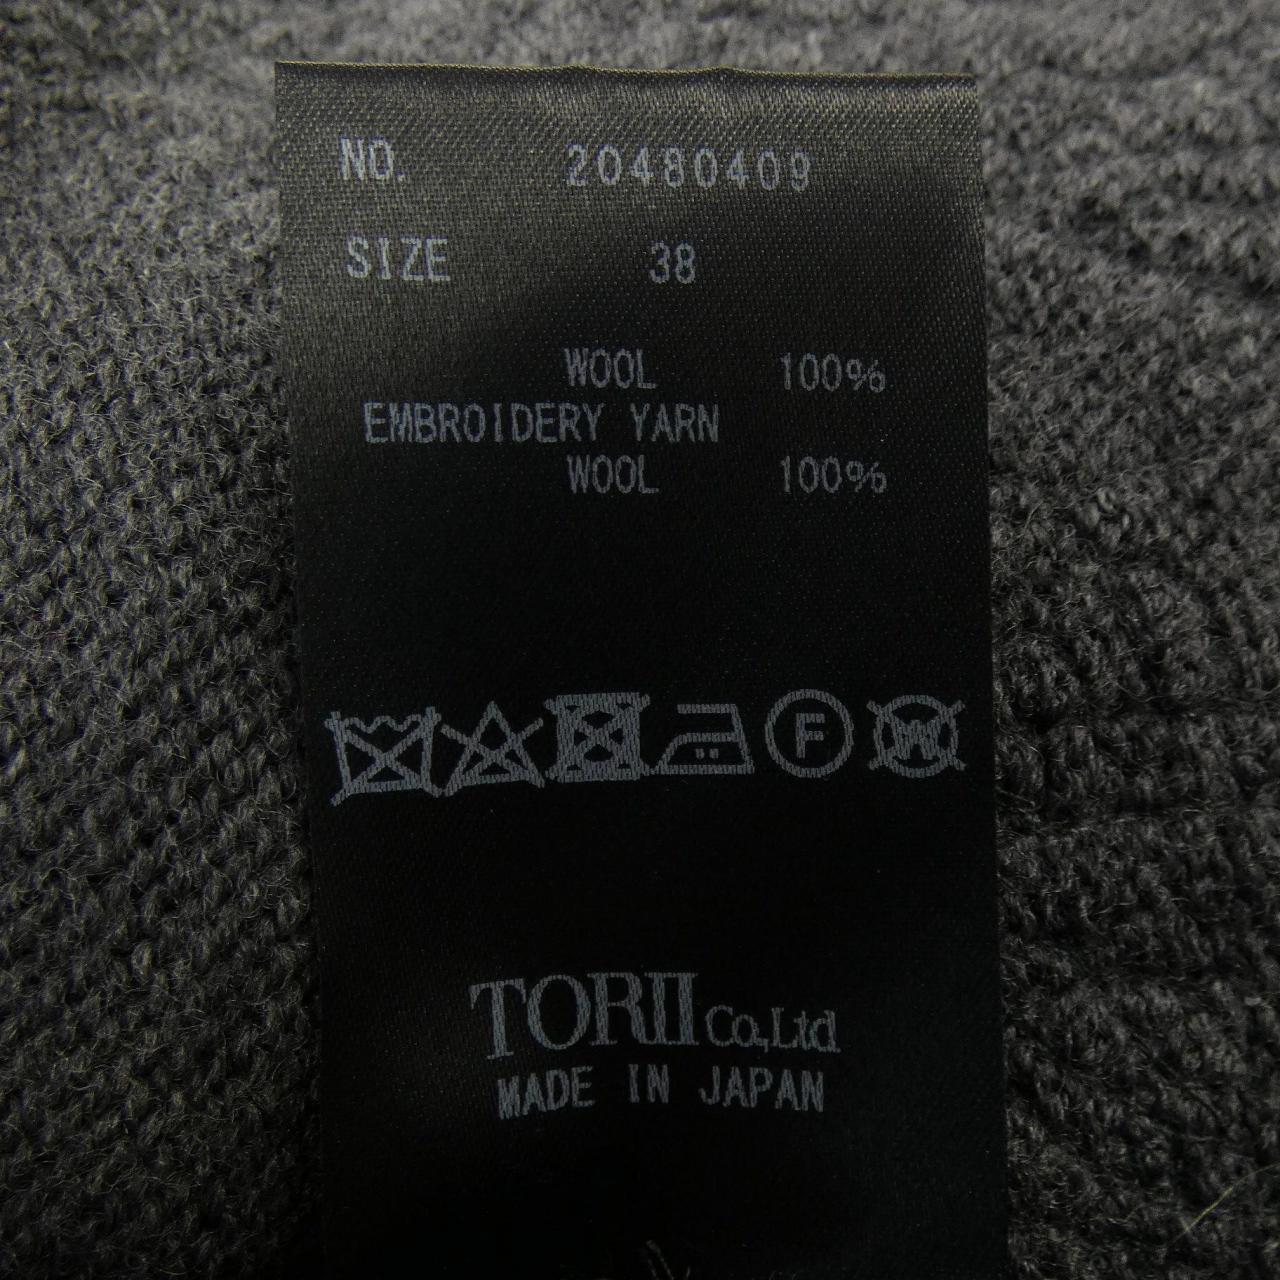 NO. 20480409
SIZE 38
WOOL 100%
EMBROIDERY YARN
WOOL 100%
F W
TORII Co,Ltd
MADE IN JAPAN